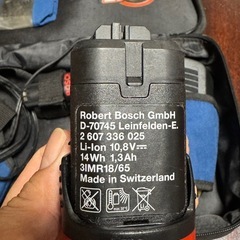 Robert Bosch GmbH
D-70745 Leinfelden-E.
2 607 336 025
Li-Ion 10,8V⎓
14Wh 1,3Ah
3IMR18/65
Made in Switzerland